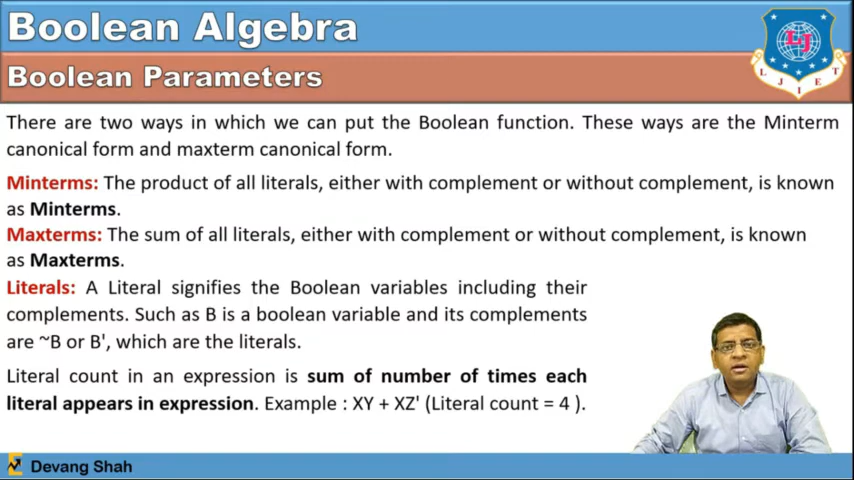 Boolean Algebra
Boolean Parameters
LJ
L J I E T
There are two ways in which we can put the Boolean function. These ways are the Minterm
canonical form and maxterm canonical form.
Minterms: The product of all literals, either with complement or without complement, is known
as Minterms.
Maxterms: The sum of all literals, either with complement or without complement, is known
as Maxterms.
Literals: A Literal signifies the Boolean variables including their
complements. Such as B is a boolean variable and its complements
are ~B or B', which are the literals.
Literal count in an expression is sum of number of times each
literal appears in expression. Example : XY + XZ' (Literal count = 4 ).
Devang Shah